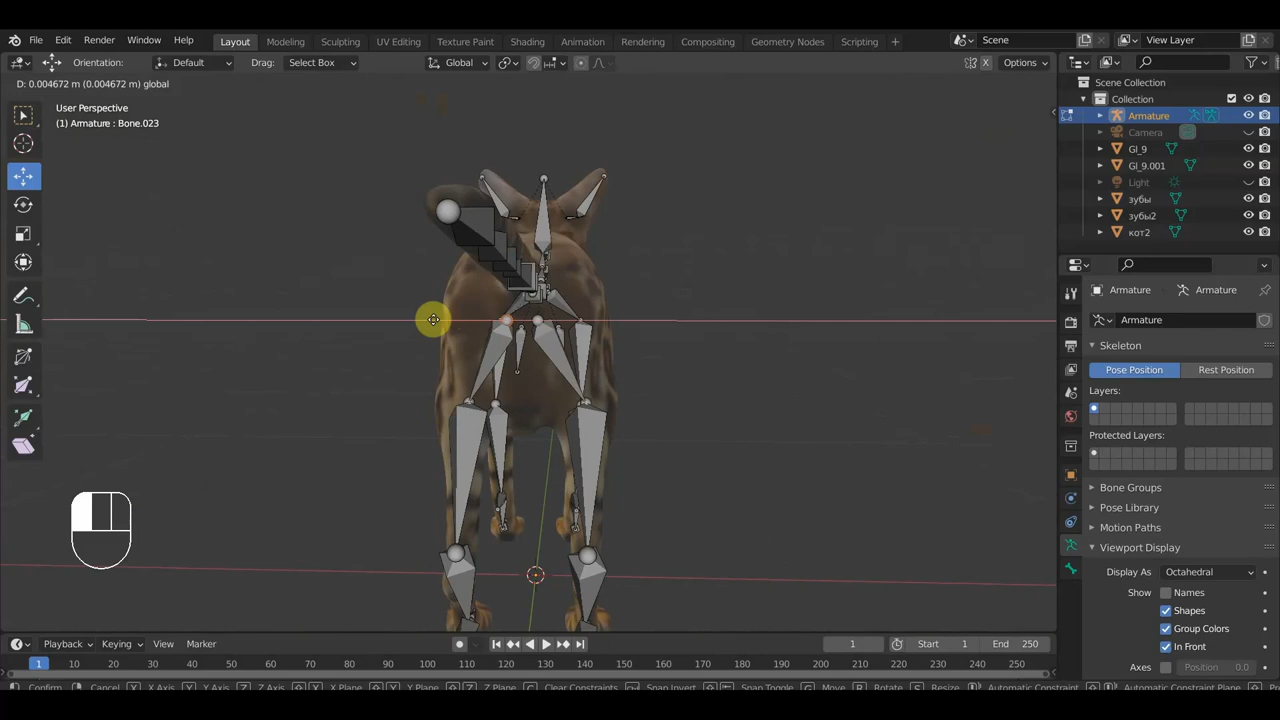 File Edit Render Window Help Layout Modeling Sculpting UV Editing Texture Paint Shading Animation Rendering Compositing Geometry Nodes Scripting + Scene View Layer
Orientation: Default Drag: Select Box Global X Options
D: 0.004672 m (0.004672 m) global
User Perspective
(1) Armature : Bone.023
Scene Collection
Collection
Armature
Camera
Gl_9
Gl_9.001
Light
зубы
зубы2
кот2
Armature Armature
Armature
Skeleton
Pose Position Rest Position
Layers:
Protected Layers:
Bone Groups
Pose Library
Motion Paths
Viewport Display
Display As Octahedral
Show Names
Shapes
Group Colors
In Front
Axes Position 0.0
Playback Keying View Marker 1 Start 1 End 250
1 10 20 30 40 50 60 70 80 90 100 110 120 130 140 150 160 170 180 190 200 210 220 230 240 250
Confirm Cancel X X Axis Y Y Axis Z Z Axis X X Plane Y Y Plane Z Z Plane C Clear Constraints Snap Invert Snap Toggle G Move R Rotate S Resize Automatic Constraint Automatic Constraint Plane